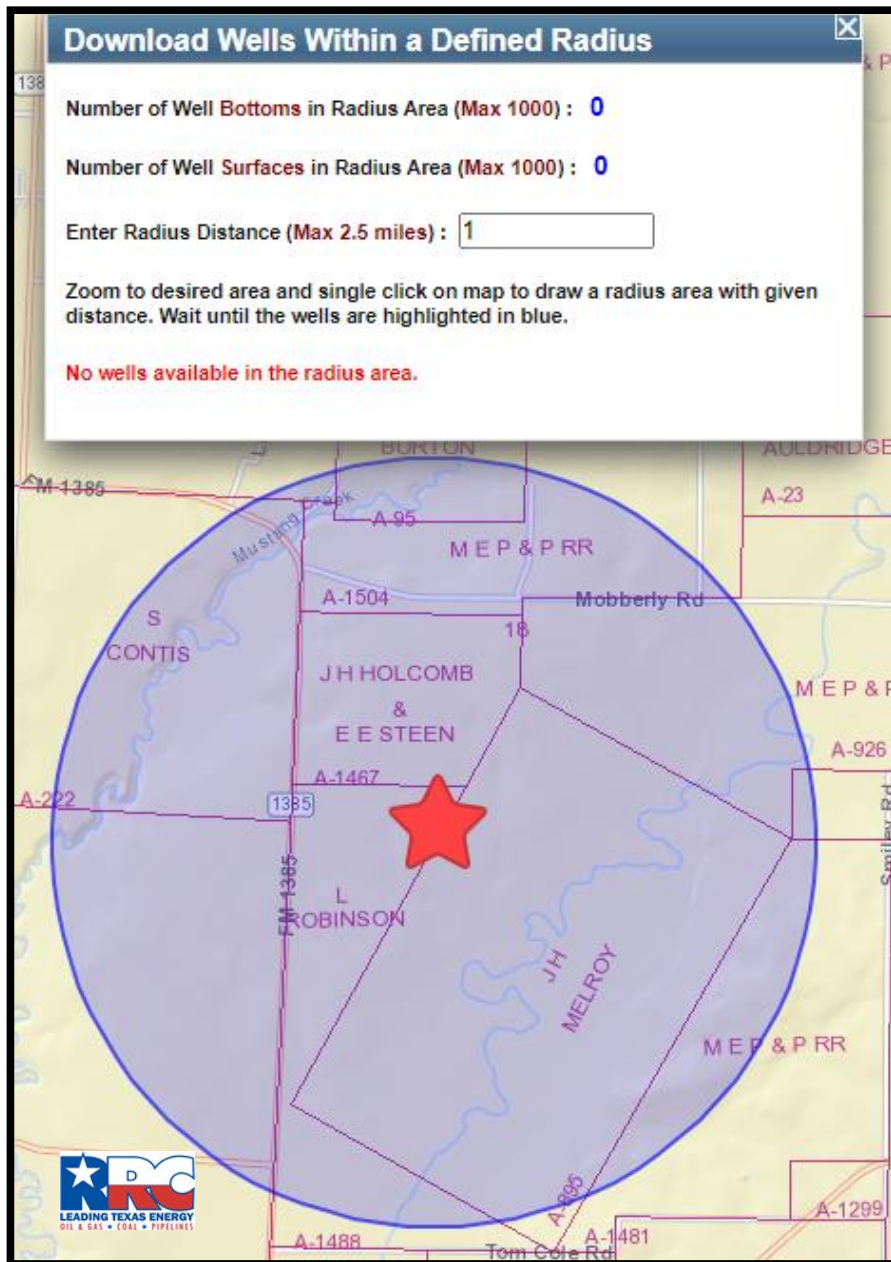 Download Wells Within a Defined Radius
Number of Well Bottoms in Radius Area (Max 1000) : 0
Number of Well Surfaces in Radius Area (Max 1000) : 0
Enter Radius Distance (Max 2.5 miles) : 1
Zoom to desired area and single click on map to draw a radius area with given
distance. Wait until the wells are highlighted in blue.
No wells available in the radius area.
138
& P
BURTON
AULDRIDGE
FM 1385
A-23
Mustang Creek
A-95
M E P & P RR
A-1504
Mobberly Rd
S
CONTIS
18
J H HOLCOMB
&
E E STEEN
M E P & F
A-926
A-1467
A-222
1385
Smiley Rd
FM 1385
L
ROBINSON
J H
MELROY
M E P & P RR
RRC
LEADING TEXAS ENERGY
OIL & GAS ★ COAL ★ PIPELINES
A-895
A-1299
A-1488
A-1481
Tom Cole Rd